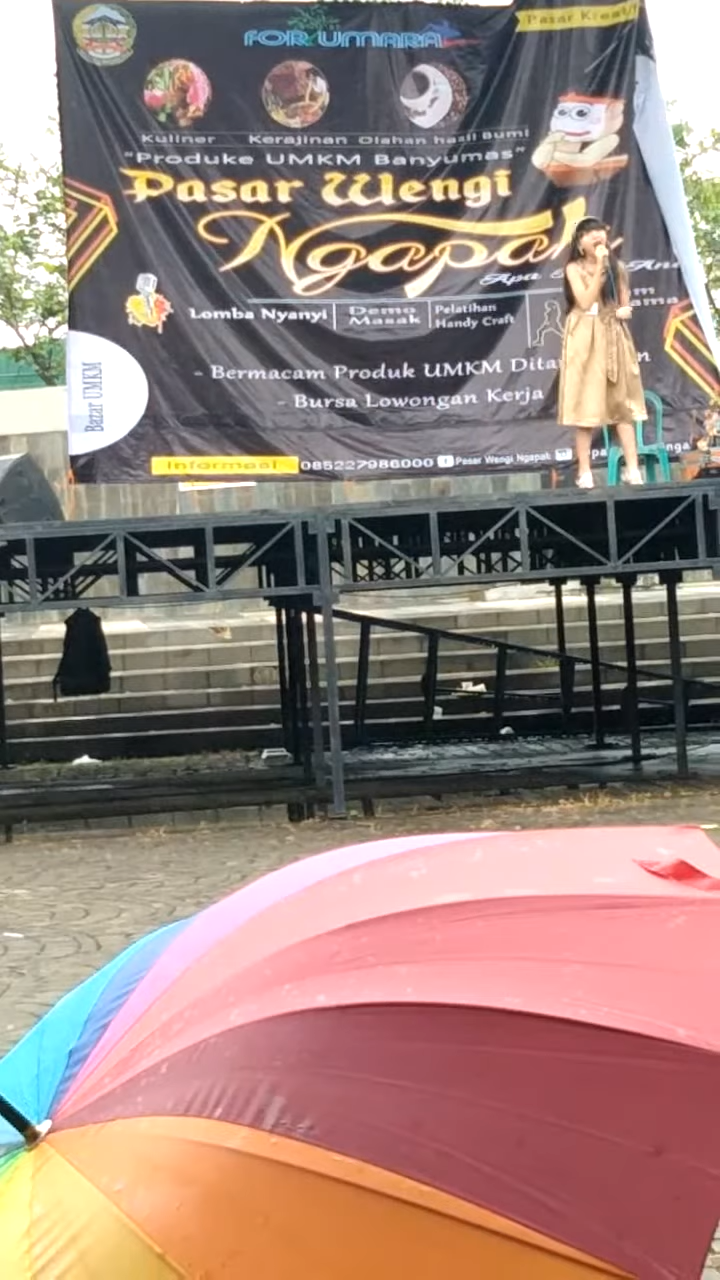 Pasar Kreatif
FORUMARA
Kuliner Kerajinan Olahan hasil Bumi
"Produke UMKM Banyumas"
Pasar Wengi
Ngapak
Apa
Lomba Nyanyi Demo Masak Pelatihan Handy Craft
- Bermacam Produk UMKM
- Bursa Lowongan Kerja
Bazar UMKM
Informasi 085227986000 Pasar Wengi Ngapak